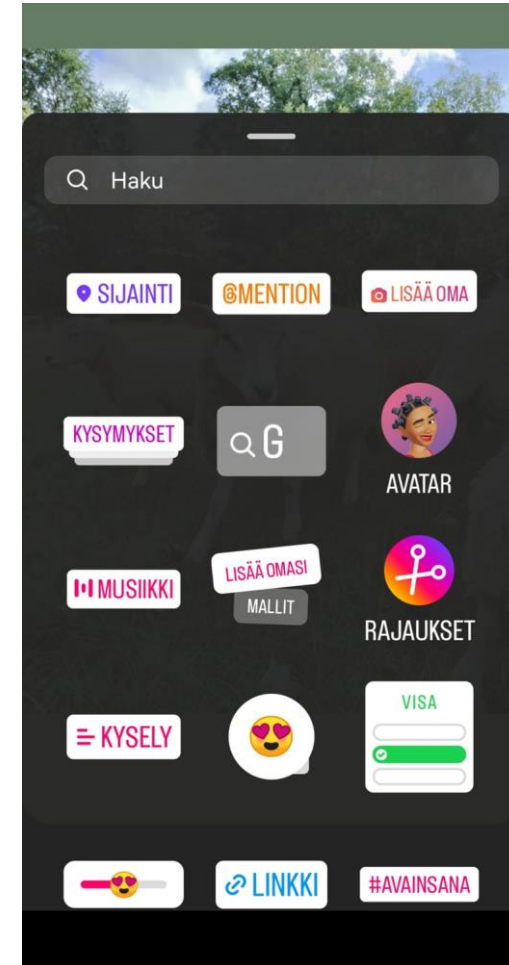 Haku
SIJAINTI
@MENTION
LISÄÄ OMA
KYSYMYKSET
G
AVATAR
MUSIIKKI
LISÄÄ OMASI
MALLIT
RAJAUKSET
KYSELY
VISA
LINKKI
#AVAINSANA